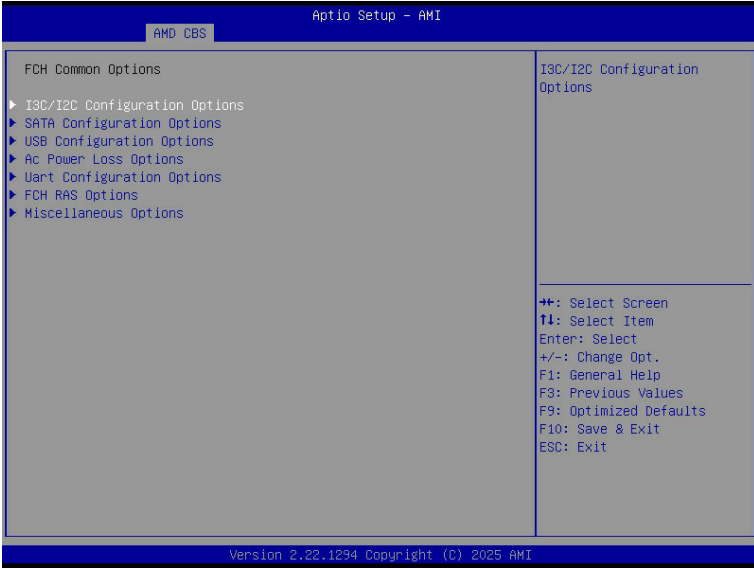 Aptio Setup – AMI
AMD CBS
FCH Common Options
I3C/I2C Configuration Options
SATA Configuration Options
USB Configuration Options
Ac Power Loss Options
Uart Configuration Options
FCH RAS Options
Miscellaneous Options
I3C/I2C Configuration
Options
→←: Select Screen
↑↓: Select Item
Enter: Select
+/-: Change Opt.
F1: General Help
F3: Previous Values
F9: Optimized Defaults
F10: Save & Exit
ESC: Exit
Version 2.22.1294 Copyright (C) 2025 AMI